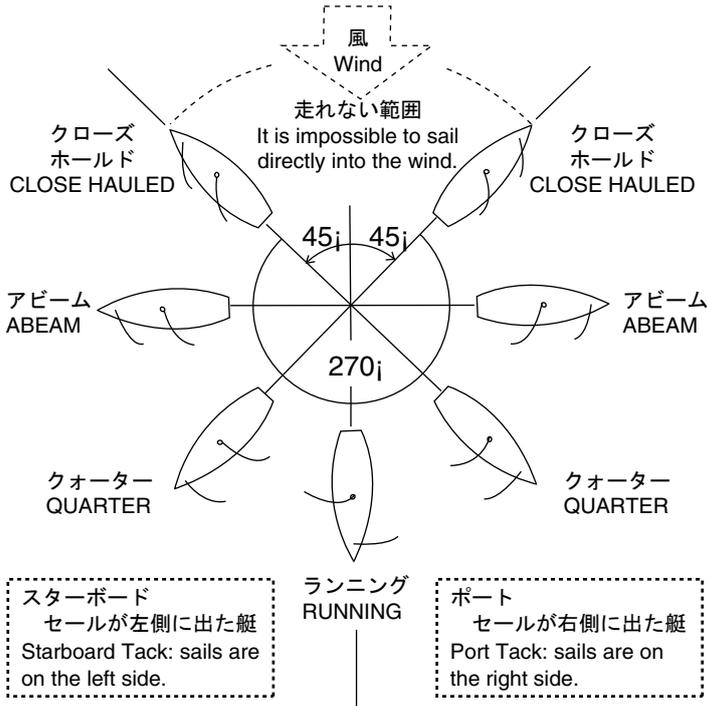 風
Wind
走れない範囲
It is impossible to sail
directly into the wind.
クローズ
ホールド
CLOSE HAULED
クローズ
ホールド
CLOSE HAULED
45¡
45¡
アビーム
ABEAM
アビーム
ABEAM
270¡
クォーター
QUARTER
クォーター
QUARTER
ランニング
RUNNING
スターボード
セールが左側に出た艇
Starboard Tack: sails are
on the left side.
ポート
セールが右側に出た艇
Port Tack: sails are on
the right side.